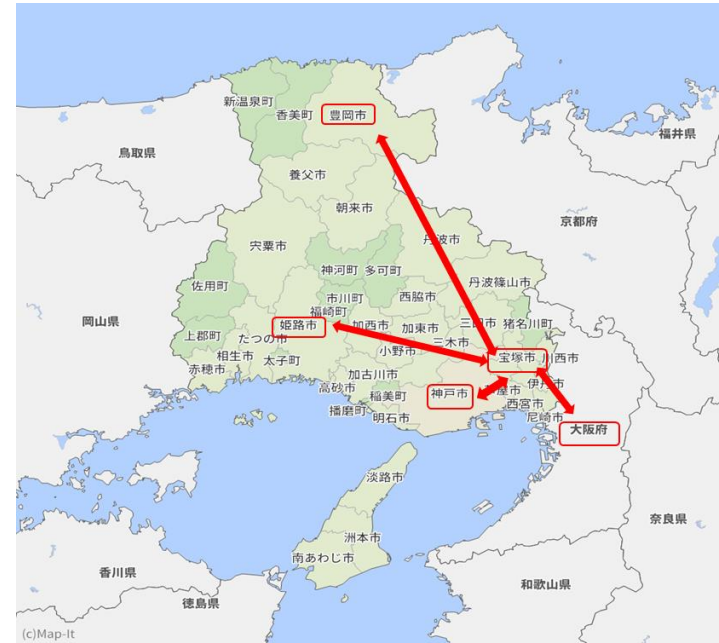 新温泉町
香美町
豊岡市
福井県
鳥取県
養父市
朝来市
京都府
宍粟市
丹波市
神河町
多可町
佐用町
丹波篠山市
市川町
西脇市
福崎町
岡山県
姫路市
加西市
加東市
三田市
猪名川町
上郡町
たつの市
三木市
小野市
相生市
太子町
宝塚市
川西市
赤穂市
加古川市
伊丹市
高砂市
稲美町
神戸市
芦屋市
西宮市
播磨町
明石市
尼崎市
大阪府
淡路市
奈良県
洲本市
南あわじ市
香川県
和歌山県
徳島県
(c)Map-It